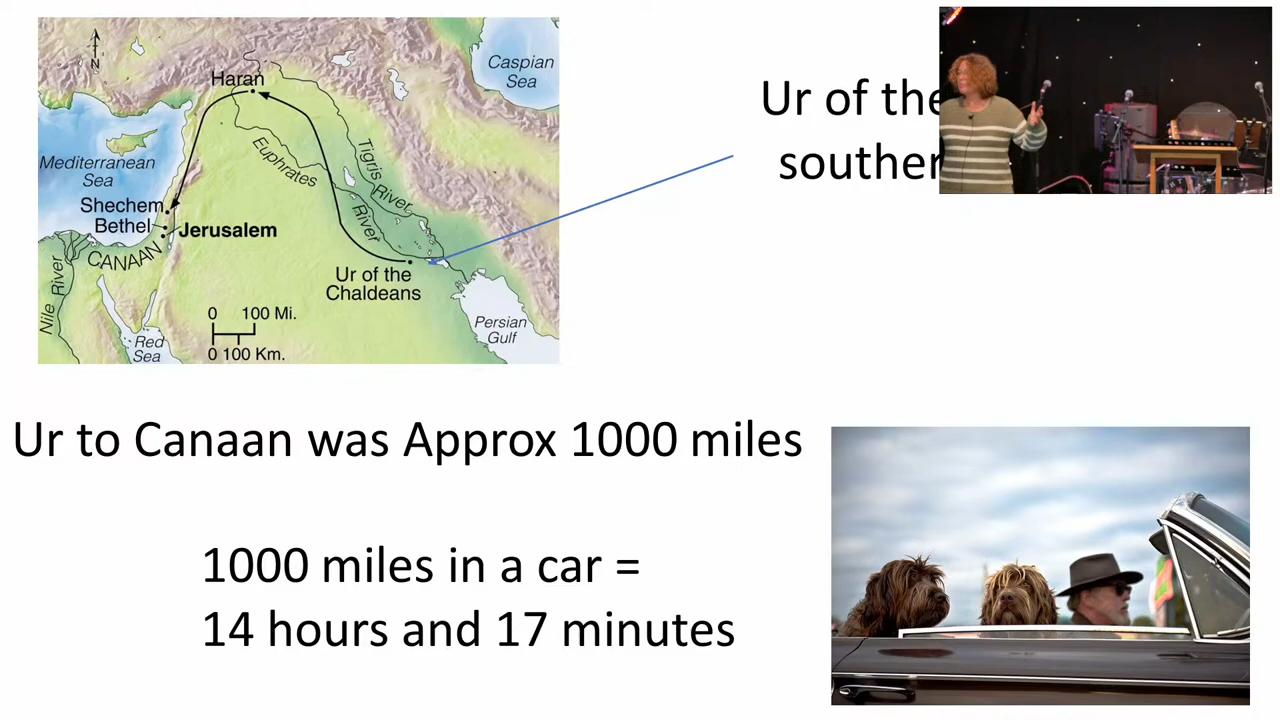 N
Haran
Caspian
Sea
Mediterranean
Sea
Euphrates
River
Tigris
River
Shechem
Bethel
Jerusalem
CANAAN
Nile River
Ur of the
Chaldeans
0 100 Mi.
0 100 Km.
Red
Sea
Persian
Gulf
Ur of the
souther
Ur to Canaan was Approx 1000 miles
1000 miles in a car =
14 hours and 17 minutes